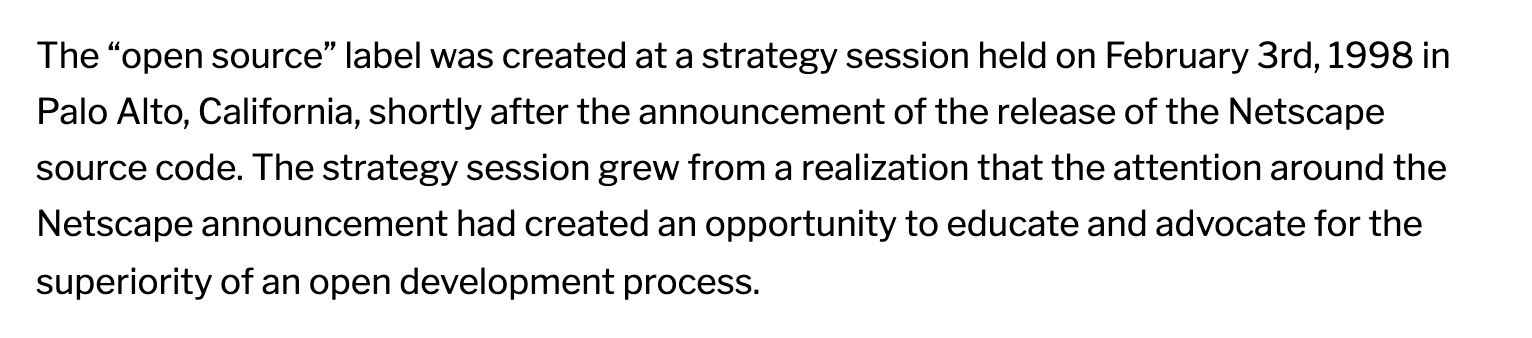 The “open source” label was created at a strategy session held on February 3rd, 1998 in
Palo Alto, California, shortly after the announcement of the release of the Netscape
source code. The strategy session grew from a realization that the attention around the
Netscape announcement had created an opportunity to educate and advocate for the
superiority of an open development process.